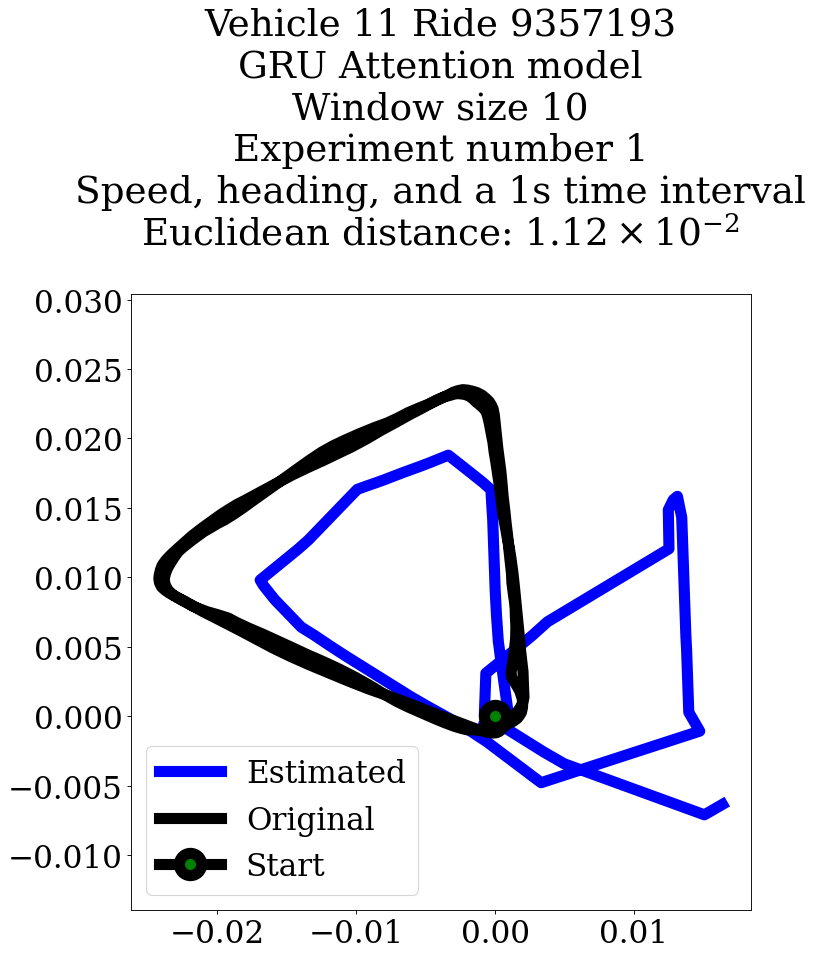 Vehicle 11 Ride 9357193
GRU Attention model
Window size 10
Experiment number 1
Speed, heading, and a 1s time interval
Euclidean distance: 1.12 × 10⁻²
0.030
0.025
0.020
0.015
0.010
0.005
0.000
−0.005
−0.010
Estimated
Original
Start
−0.02 −0.01 0.00 0.01